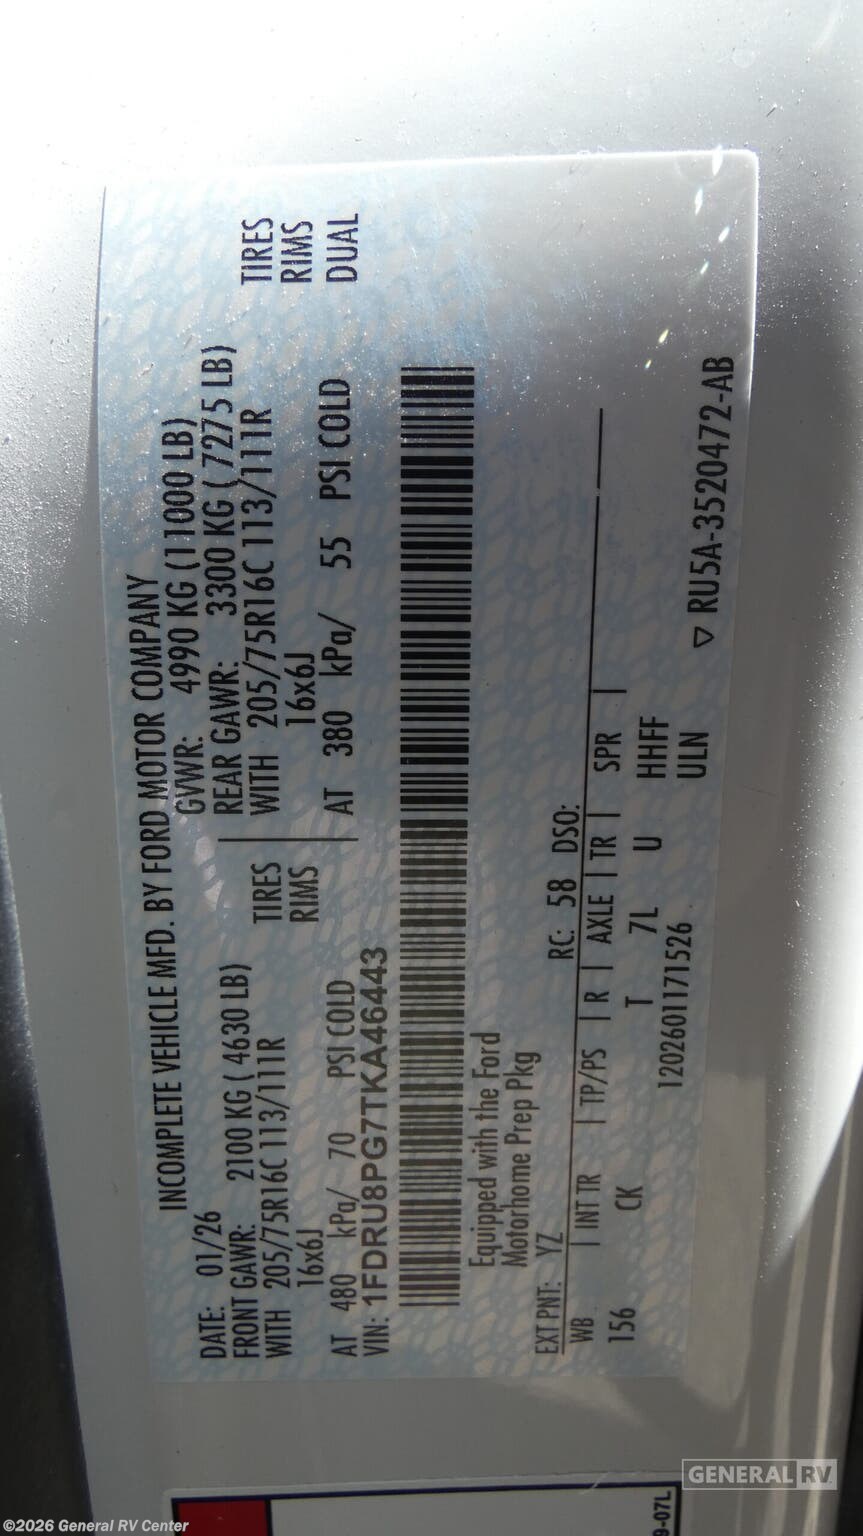 INCOMPLETE VEHICLE MFD. BY FORD MOTOR COMPANY
DATE: 01/26 GVWR: 4990 KG (11000 LB)
FRONT GAWR: 2100 KG ( 4630 LB) REAR GAWR: 3300 KG ( 7275 LB)
WITH 205/75R16C 113/111R TIRES WITH 205/75R16C 113/111R TIRES
16x6J RIMS 16x6J RIMS
AT 480 kPa/ 70 PSI COLD AT 380 kPa/ 55 PSI COLD DUAL
VIN: 1FDRU8PG7TKA46443
Equipped with the Ford
Motorhome Prep Pkg
EXT PNT: YZ RC: 58 DSO:
WB | INT TR | TP/PS | R | AXLE | TR | SPR |
156 CK T 7L U HHFF
1202601171526 ULN
▽ RU5A-3520472-AB
9-07L
GENERAL RV
©2026 General RV Center